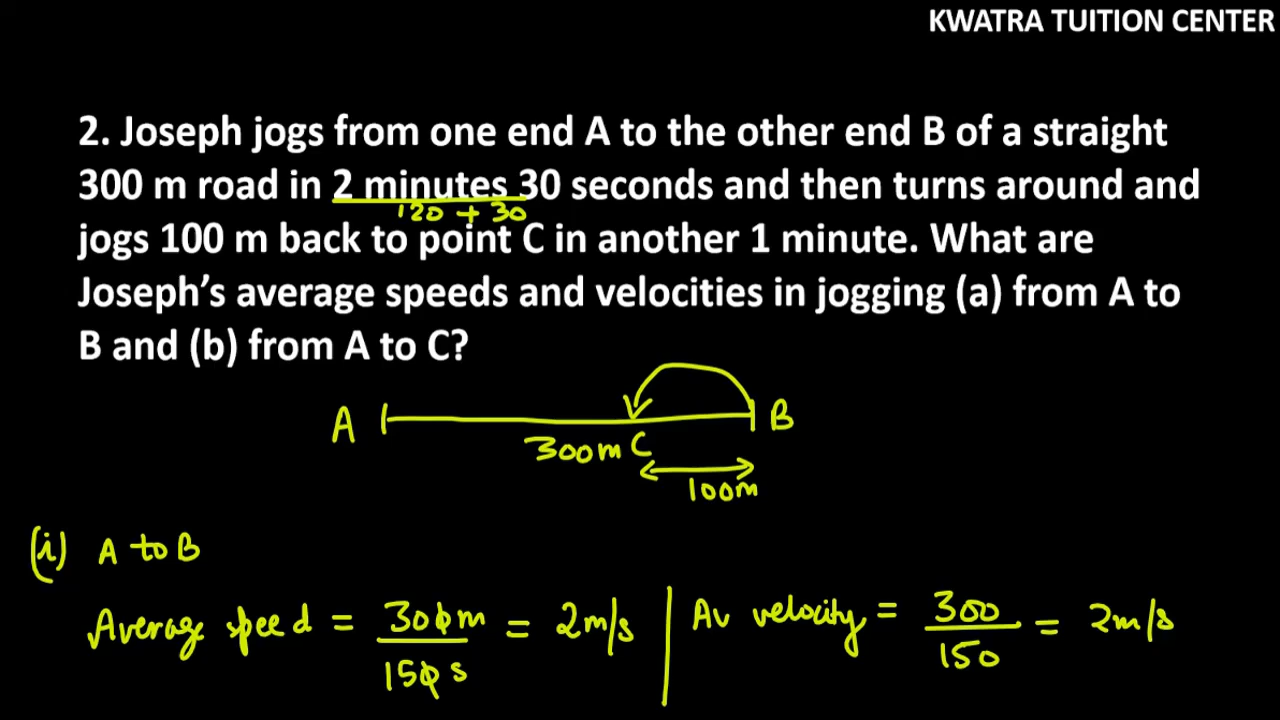 KWATRA TUITION CENTER
2. Joseph jogs from one end A to the other end B of a straight
300 m road in 2 minutes 30 seconds and then turns around and
120 + 30
jogs 100 m back to point C in another 1 minute. What are
Joseph’s average speeds and velocities in jogging (a) from A to
B and (b) from A to C?
A B
300m C
100m
(i) A to B
Average speed = 300m / 150 s = 2m/s | Av velocity = 300 / 150 = 2m/s